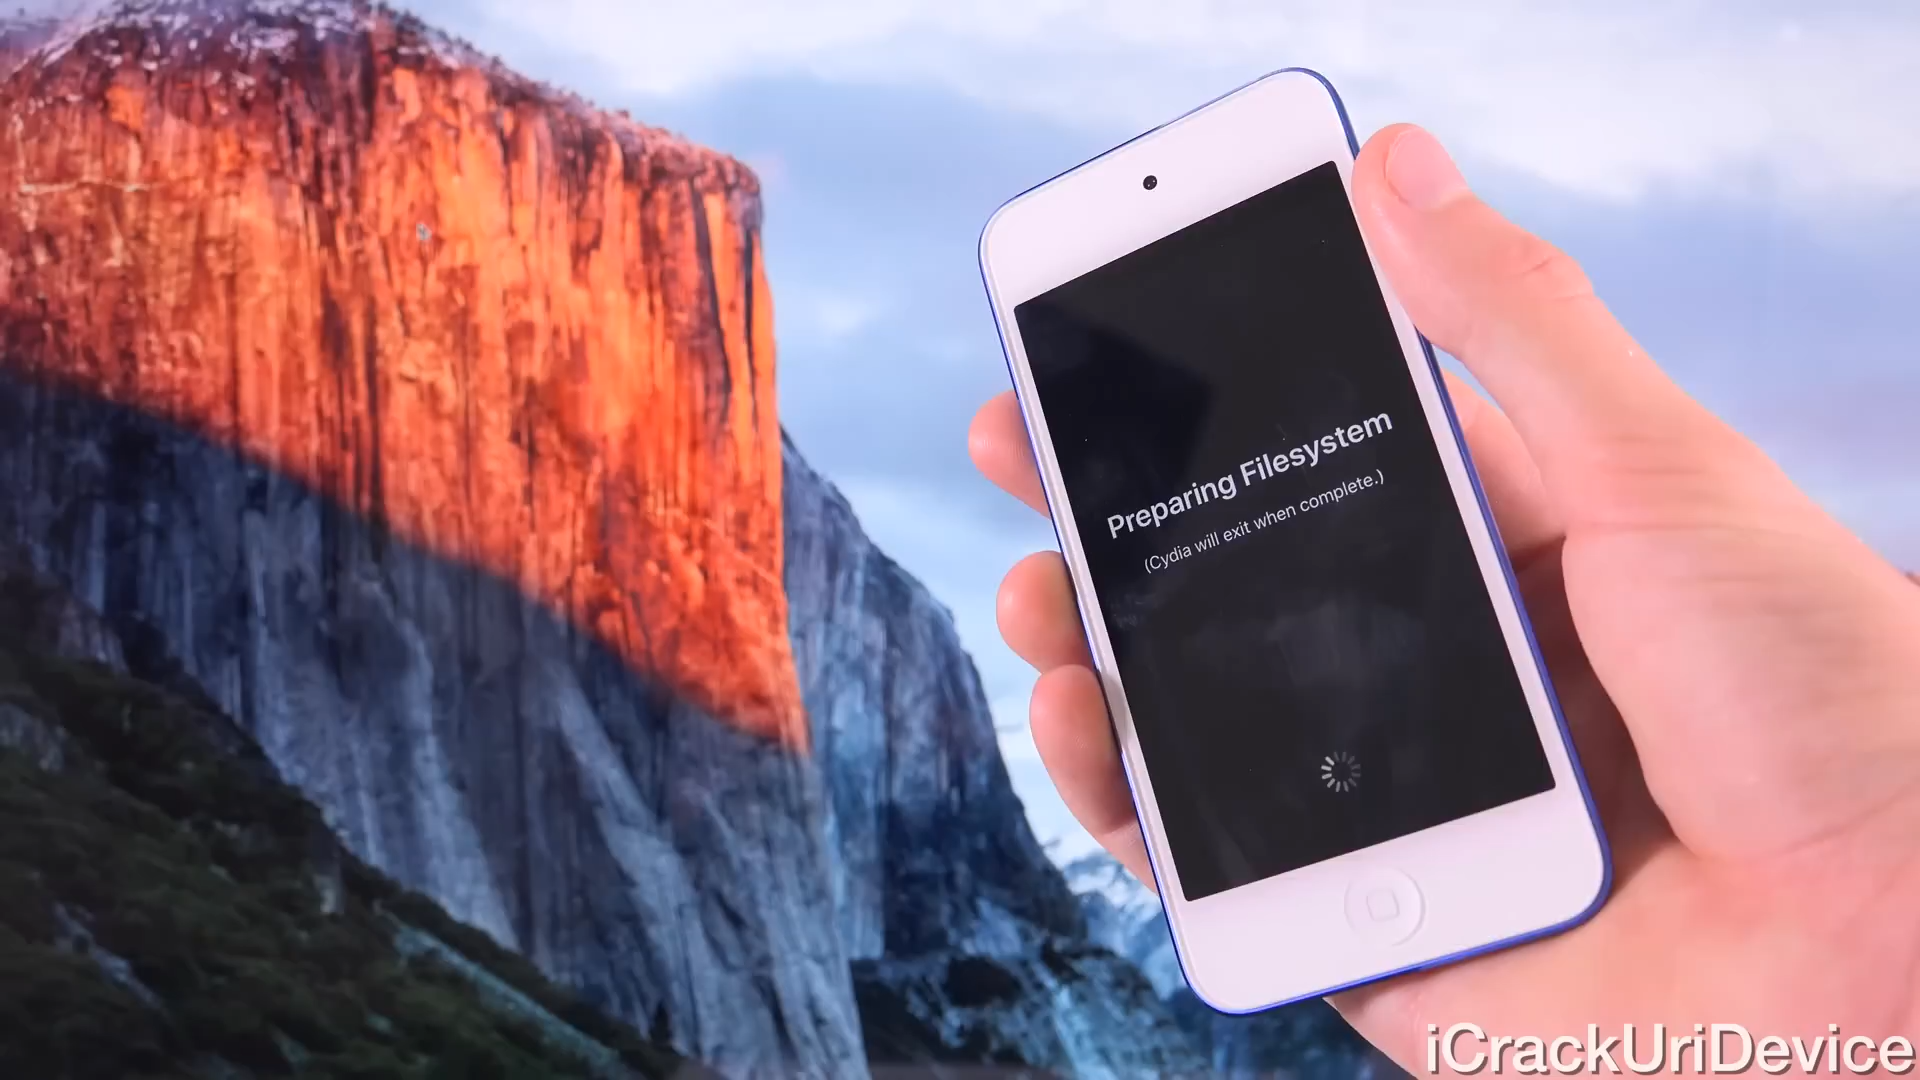 Preparing Filesystem
(Cydia will exit when complete.)
iCrackUriDevice